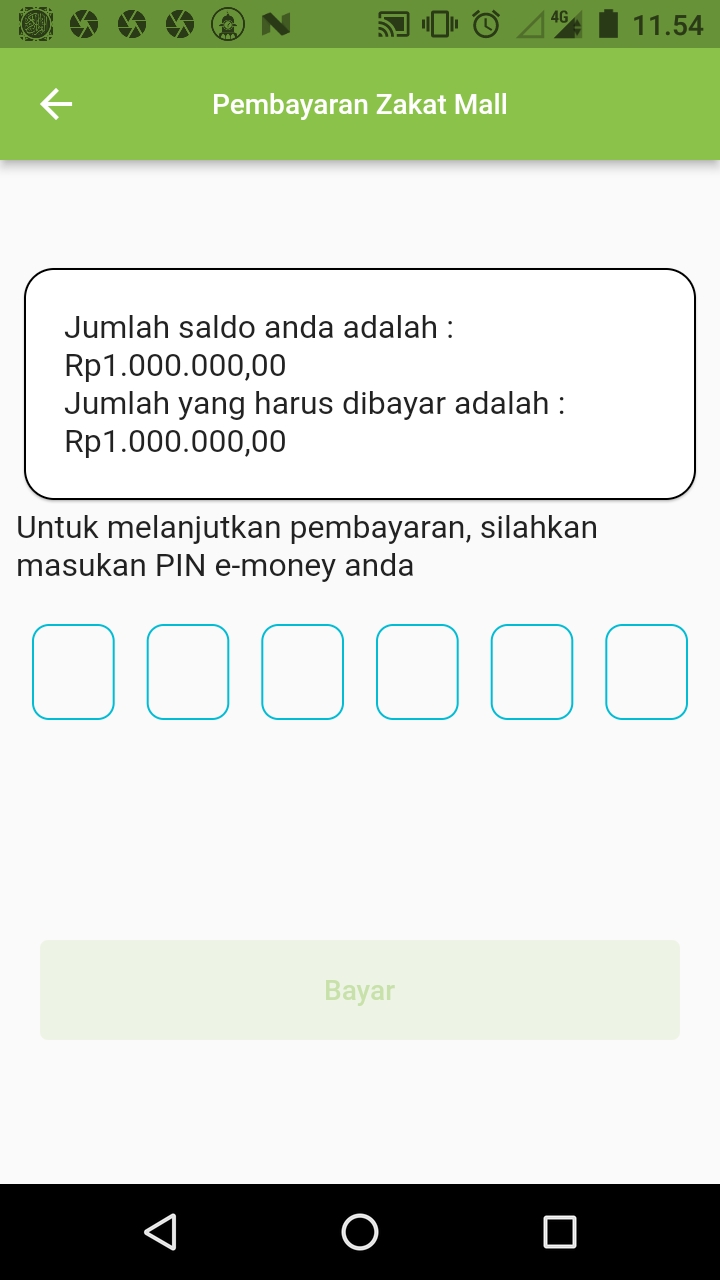 4G 11.54
Pembayaran Zakat Mall
Jumlah saldo anda adalah :
Rp1.000.000,00
Jumlah yang harus dibayar adalah :
Rp1.000.000,00
Untuk melanjutkan pembayaran, silahkan
masukan PIN e-money anda
Bayar